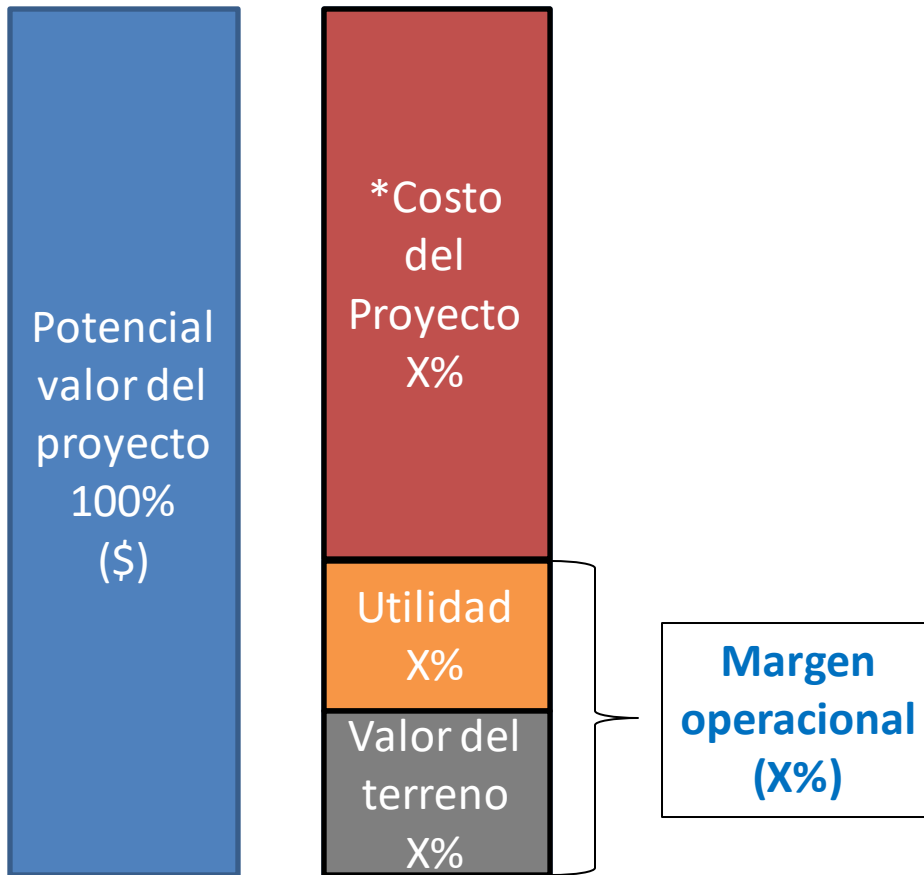 Potencial
valor del
proyecto
100%
($)
*Costo
del
Proyecto
X%
Utilidad
X%
Valor del
terreno
X%
Margen
operacional
(X%)